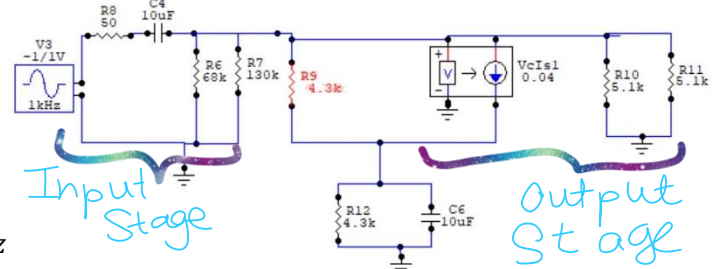 R8
50
C4
10uF
V3
-1/1V
1kHz
R6
68k
R7
130k
R9
4.3k
+
V
-
VcIs1
0.04
R10
5.1k
R11
5.1k
R12
4.3k
C6
10uF
Input
Stage
Output
Stage
z